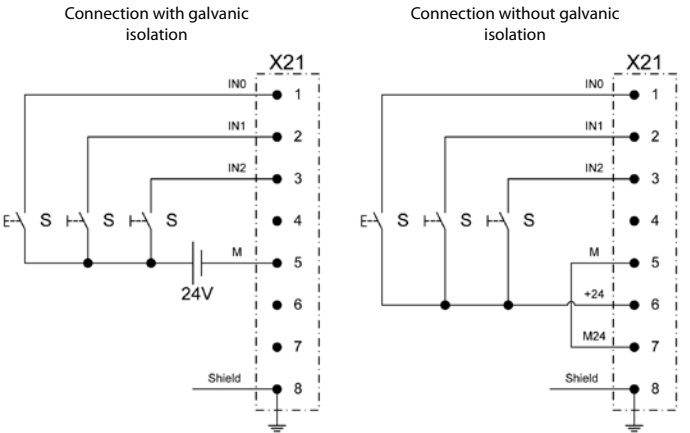 Connection with galvanic
isolation
X21
IN0
1
IN1
2
IN2
3
S
S
S
4
M
5
24V
6
7
Shield
8
Connection without galvanic
isolation
X21
IN0
1
IN1
2
IN2
3
S
S
S
4
M
5
+24
6
M24
7
Shield
8